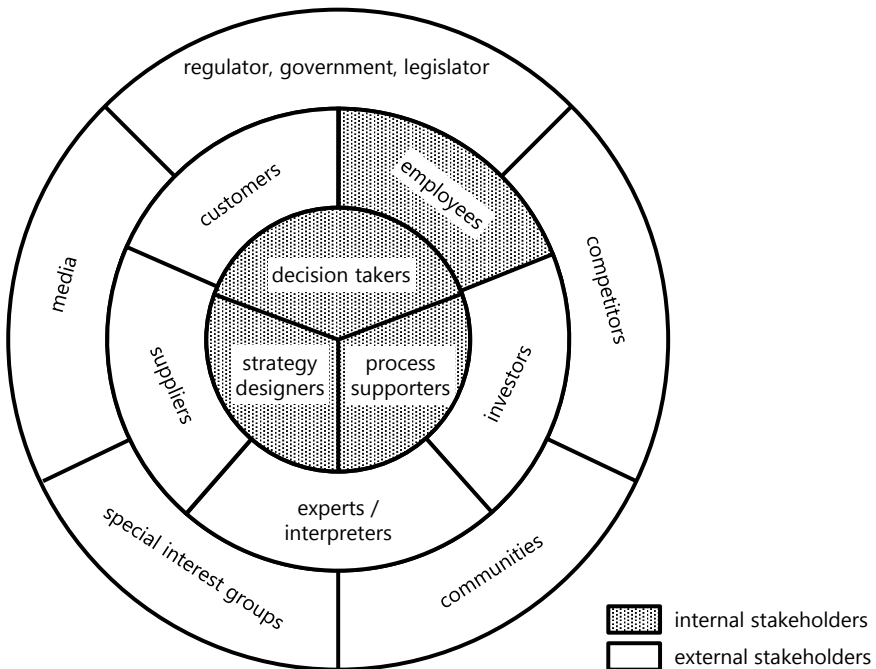 regulator, government, legislator
customers
employees
media
decision takers
competitors
suppliers
strategy
designers
process
supporters
investors
experts /
interpreters
special interest groups
communities
internal stakeholders
external stakeholders